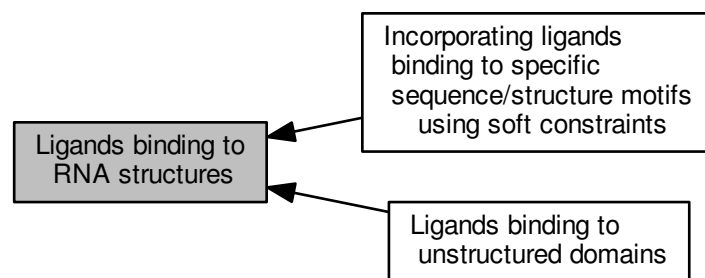 Ligands binding to
RNA structures
Incorporating ligands
binding to specific
sequence/structure motifs
using soft constraints
Ligands binding to
unstructured domains